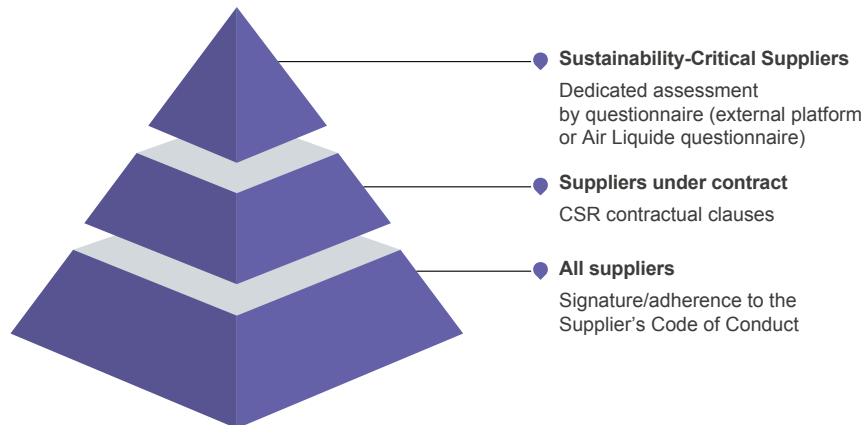 Sustainability-Critical Suppliers
Dedicated assessment
by questionnaire (external platform
or Air Liquide questionnaire)
Suppliers under contract
CSR contractual clauses
All suppliers
Signature/adherence to the
Supplier’s Code of Conduct